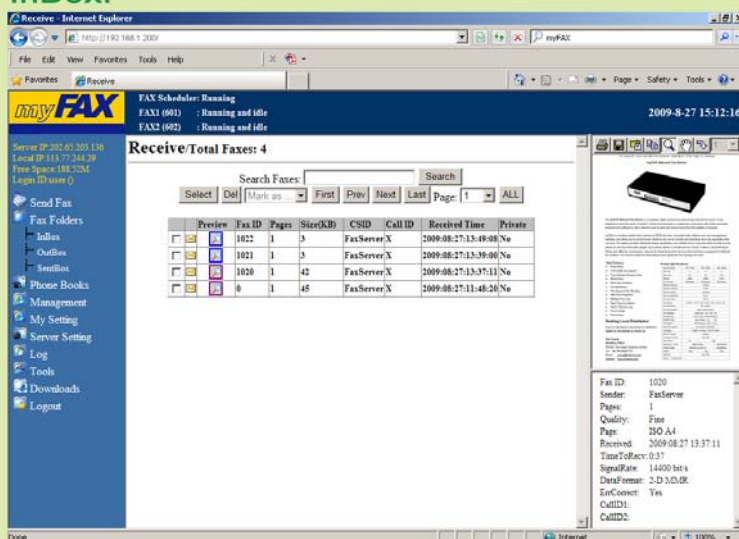 InBox:
Receive - Internet Explorer
http://192.168.1.200/
myFAX
File Edit View Favorites Tools Help
Favorites Receive
Page Safety Tools
myFAX
FAX Scheduler: Running
FAX1 (601) : Running and idle
FAX2 (602) : Running and idle
2009-8-27 15:12:16
Server IP:202.65.203.136
Local IP:113.77.244.29
Free Space:188.52M
Login ID:user ()
Send Fax
Fax Folders
InBox
OutBox
SentBox
Phone Books
Management
My Setting
Server Setting
Log
Tools
Downloads
Logout
Receive/Total Faxes: 4
Search Faxes: Search
Select Del Mark as ... First Prev Next Last Page: 1 ALL
Preview Fax ID Pages Size(KB) CSID Call ID Received Time Private
1022 1 3 FaxServer X 2009:08:27:13:49:08 No
1021 1 3 FaxServer X 2009:08:27:13:39:00 No
1020 1 42 FaxServer X 2009:08:27:13:37:11 No
0 1 45 FaxServer X 2009:08:27:11:48:20 No
Fax ID: 1020
Sender: FaxServer
Pages: 1
Quality: Fine
Page: ISO A4
Received: 2009:08:27 13:37:11
TimeToRecv: 0:37
SignalRate: 14400 bit/s
DataFormat: 2-D MMR
ErrCorrect: Yes
CallID1:
CallID2:
Done
Internet
100%